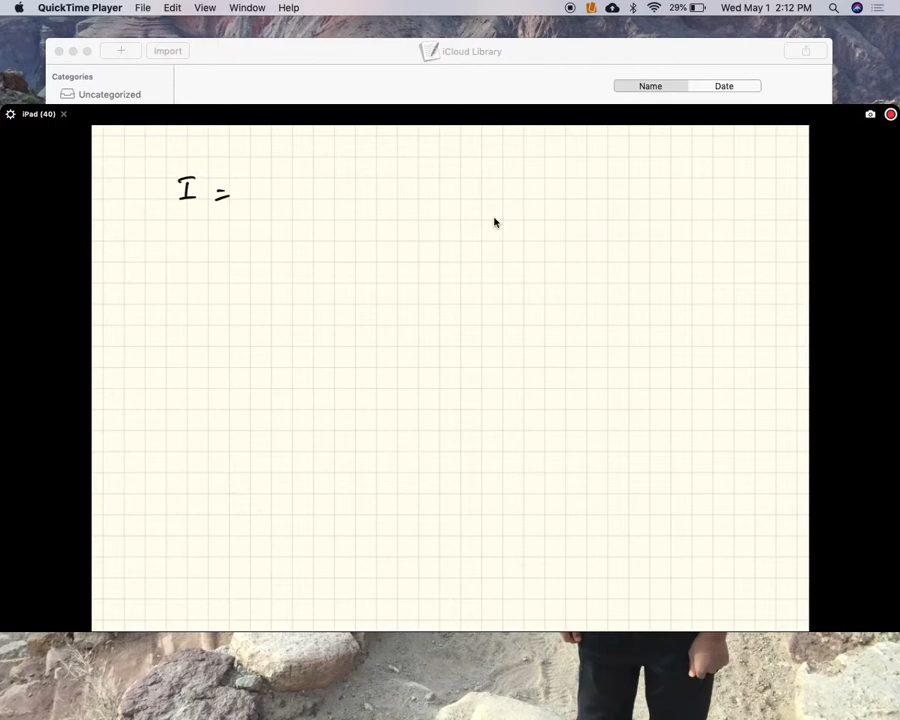 QuickTime Player File Edit View Window Help 29% Wed May 1 2:12 PM
+ Import iCloud Library
Categories
Name Date
Uncategorized
iPad (40)
I =